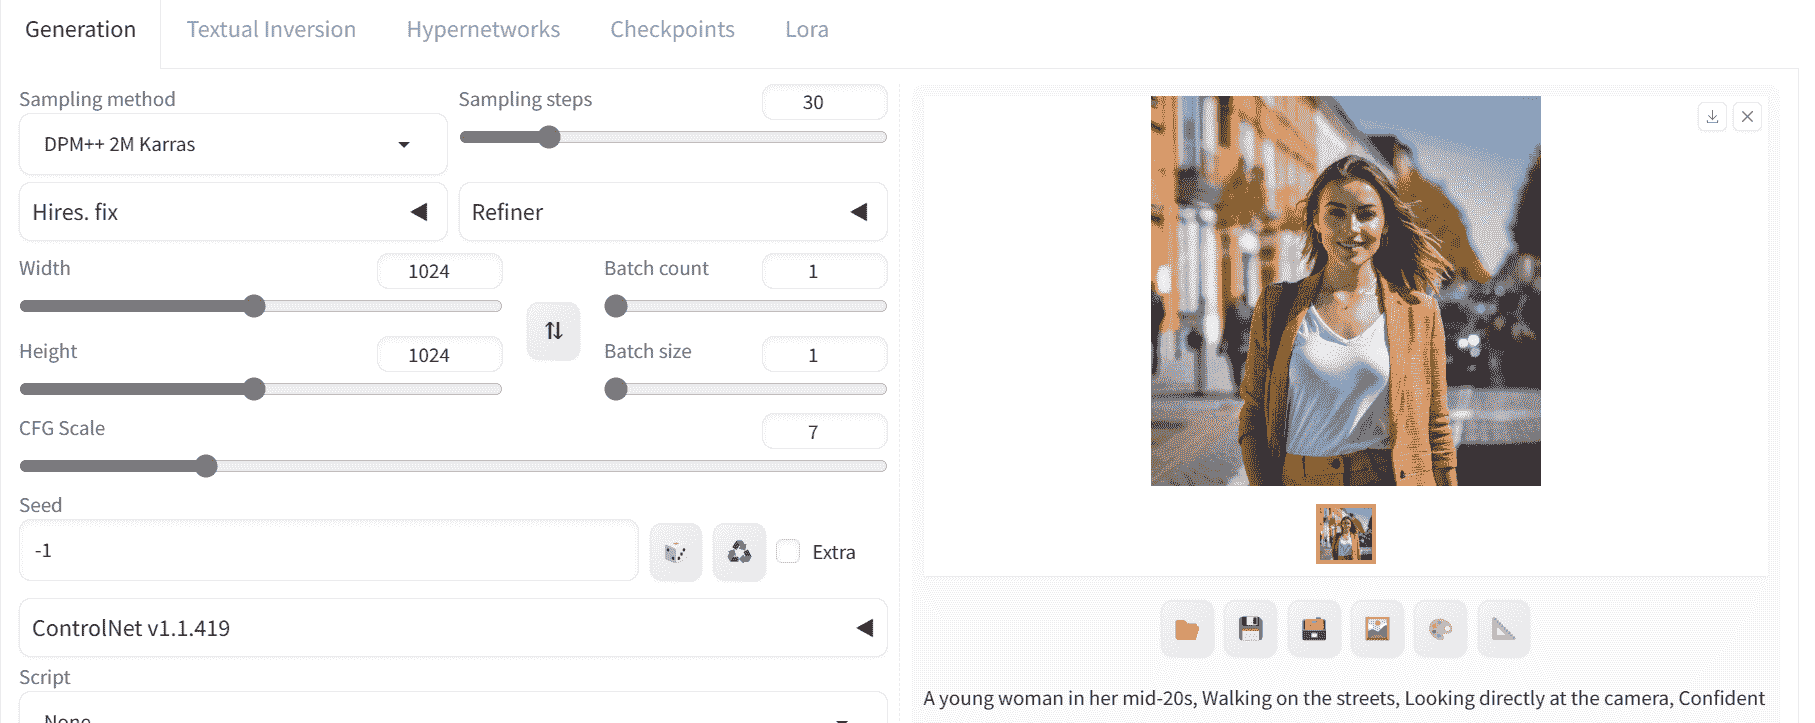 Generation Textual Inversion Hypernetworks Checkpoints Lora
Sampling method
DPM++ 2M Karras
Sampling steps 30
Hires. fix
Refiner
Width 1024
Batch count 1
Height 1024
Batch size 1
CFG Scale 7
Seed
-1
Extra
ControlNet v1.1.419
Script
None
A young woman in her mid-20s, Walking on the streets, Looking directly at the camera, Confident